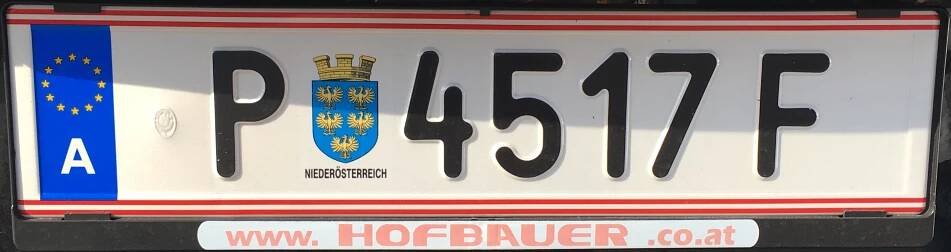 A P 4517 F
NIEDERÖSTERREICH
www. HOFBAUER .co.at